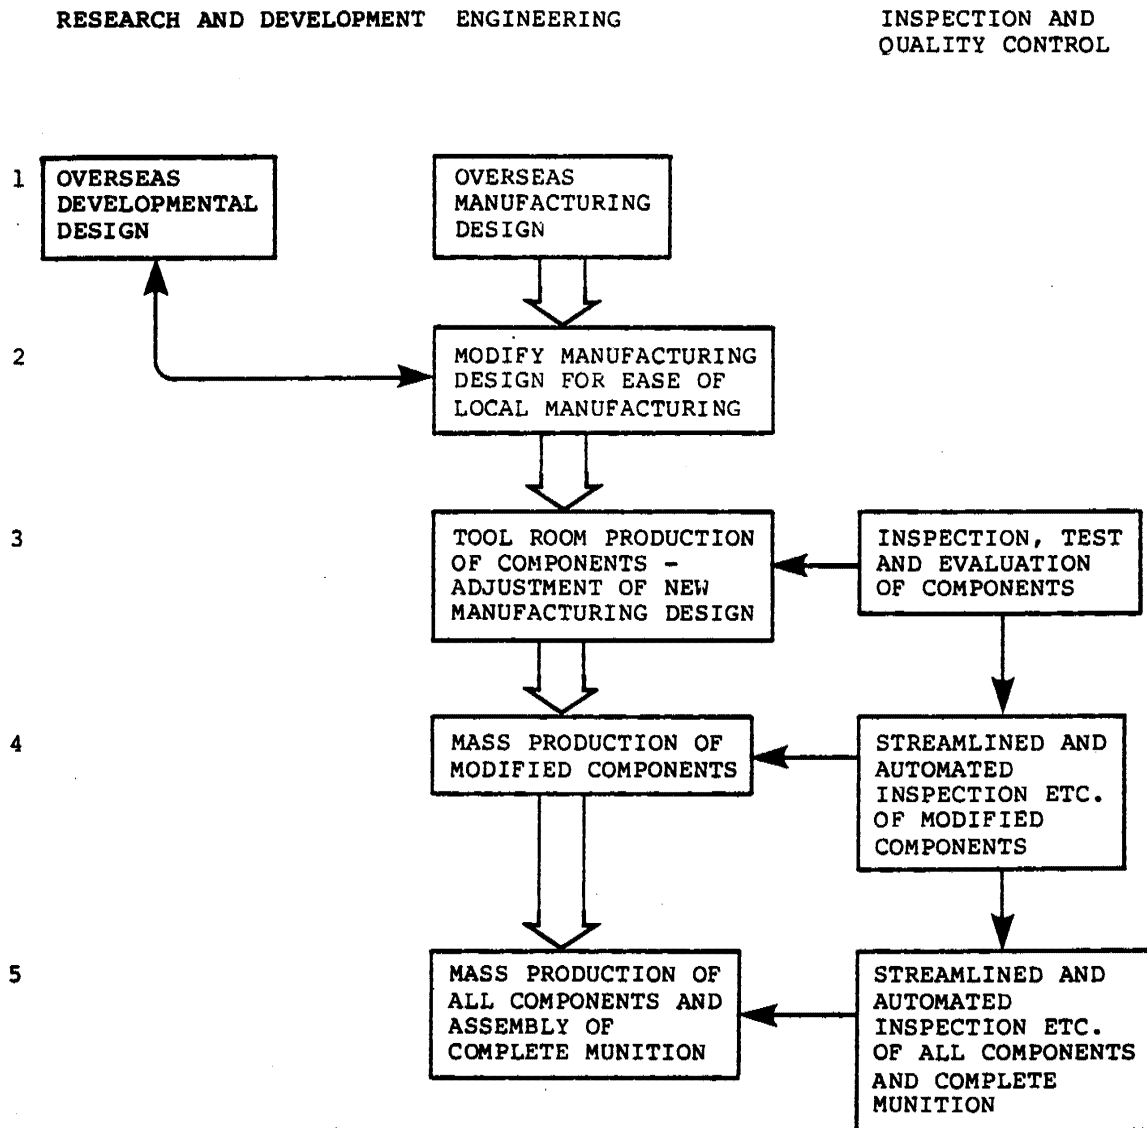 RESEARCH AND DEVELOPMENT ENGINEERING
INSPECTION AND
QUALITY CONTROL
1
OVERSEAS
DEVELOPMENTAL
DESIGN
OVERSEAS
MANUFACTURING
DESIGN
2
MODIFY MANUFACTURING
DESIGN FOR EASE OF
LOCAL MANUFACTURING
3
TOOL ROOM PRODUCTION
OF COMPONENTS -
ADJUSTMENT OF NEW
MANUFACTURING DESIGN
INSPECTION, TEST
AND EVALUATION
OF COMPONENTS
4
MASS PRODUCTION OF
MODIFIED COMPONENTS
STREAMLINED AND
AUTOMATED
INSPECTION ETC.
OF MODIFIED
COMPONENTS
5
MASS PRODUCTION OF
ALL COMPONENTS AND
ASSEMBLY OF
COMPLETE MUNITION
STREAMLINED AND
AUTOMATED
INSPECTION ETC.
OF ALL COMPONENTS
AND COMPLETE
MUNITION